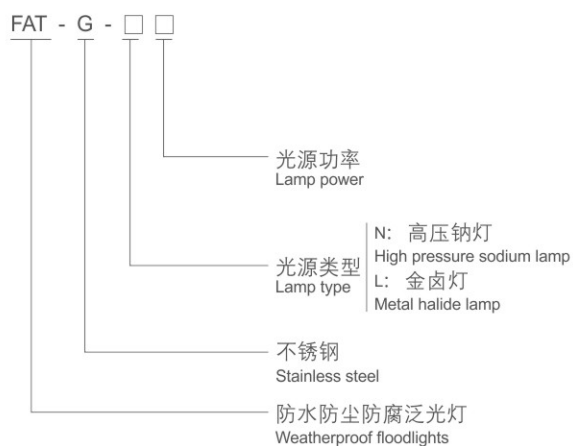 FAT - G - □ □
光源功率
Lamp power
光源类型
Lamp type
N: 高压钠灯
High pressure sodium lamp
L: 金卤灯
Metal halide lamp
不锈钢
Stainless steel
防水防尘防腐泛光灯
Weatherproof floodlights